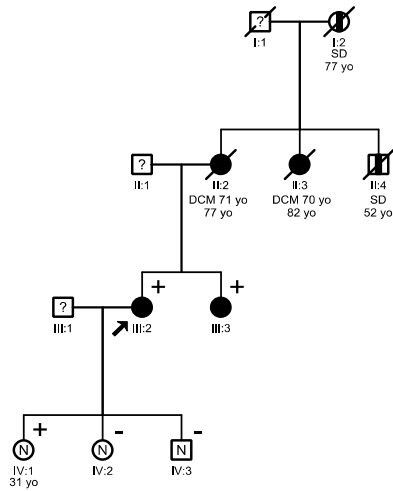 ?
I:1
I:2
SD
77 yo
?
II:1
II:2
DCM 71 yo
77 yo
II:3
DCM 70 yo
82 yo
II:4
SD
52 yo
?
III:1
+
III:2
+
III:3
+
N
IV:1
31 yo
-
N
IV:2
-
N
IV:3